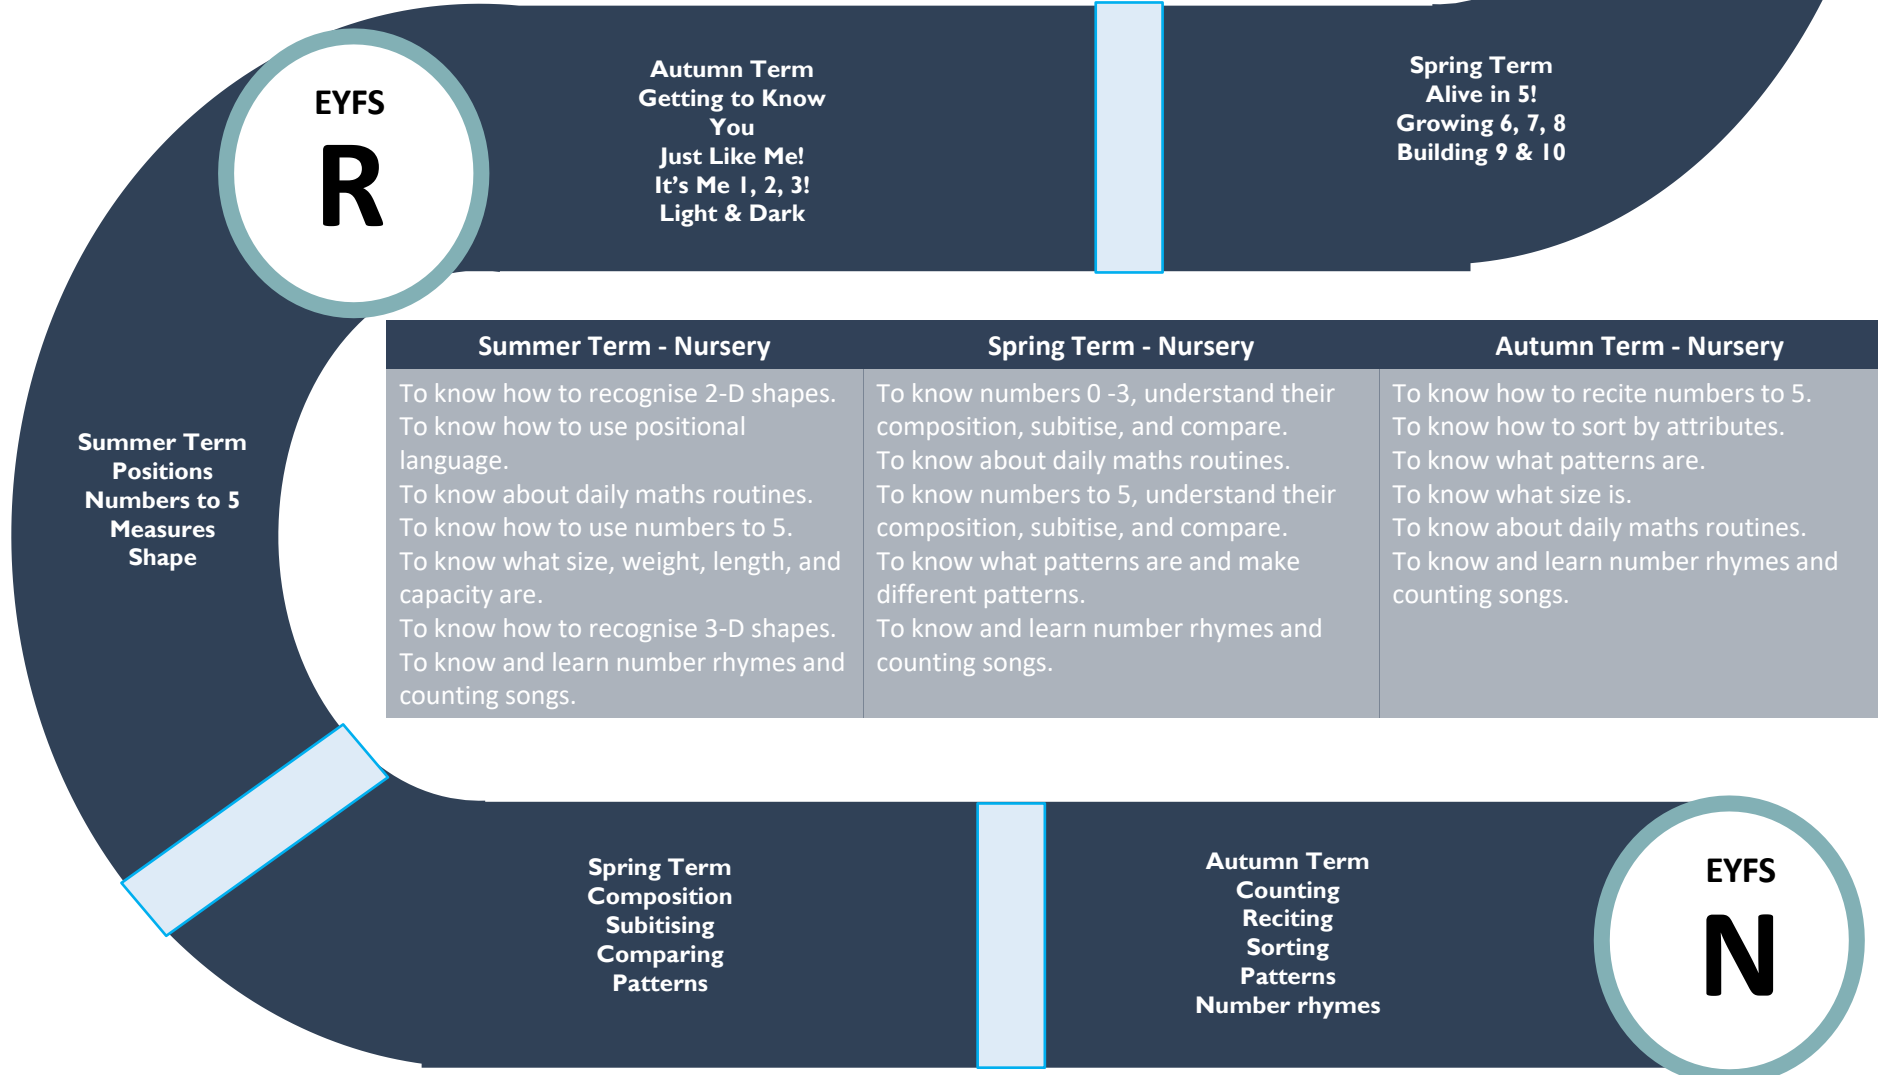 EYFS
R
Autumn Term
Getting to Know
You
Just Like Me!
It's Me 1, 2, 3!
Light & Dark
Spring Term
Alive in 5!
Growing 6, 7, 8
Building 9 & 10
Summer Term
Positions
Numbers to 5
Measures
Shape
Summer Term - Nursery
To know how to recognise 2-D shapes.
To know how to use positional
language.
To know about daily maths routines.
To know how to use numbers to 5.
To know what size, weight, length, and
capacity are.
To know how to recognise 3-D shapes.
To know and learn number rhymes and
counting songs.
Spring Term - Nursery
To know numbers 0 -3, understand their
composition, subitise, and compare.
To know about daily maths routines.
To know numbers to 5, understand their
composition, subitise, and compare.
To know what patterns are and make
different patterns.
To know and learn number rhymes and
counting songs.
Autumn Term - Nursery
To know how to recite numbers to 5.
To know how to sort by attributes.
To know what patterns are.
To know what size is.
To know about daily maths routines.
To know and learn number rhymes and
counting songs.
Spring Term
Composition
Subitising
Comparing
Patterns
Autumn Term
Counting
Reciting
Sorting
Patterns
Number rhymes
EYFS
N